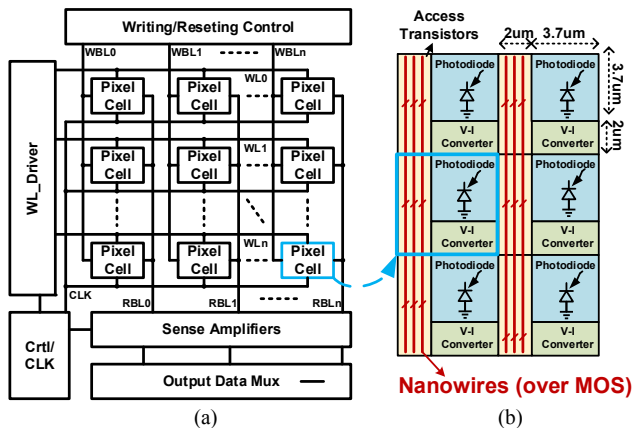 Writing/Reseting Control
WBL0 WBL1 WBLn
WL_Driver
WL0
Pixel Cell Pixel Cell Pixel Cell
WL1
Pixel Cell Pixel Cell Pixel Cell
WLn
Pixel Cell Pixel Cell Pixel Cell
CLK
RBL0 RBL1 RBLn
Crtl/
CLK
Sense Amplifiers
Output Data Mux
(a)
Access
Transistors
2um 3.7um
Photodiode Photodiode
3.7um
V-I Converter V-I Converter
2um
Photodiode Photodiode
V-I Converter V-I Converter
Photodiode Photodiode
V-I Converter V-I Converter
Nanowires (over MOS)
(b)